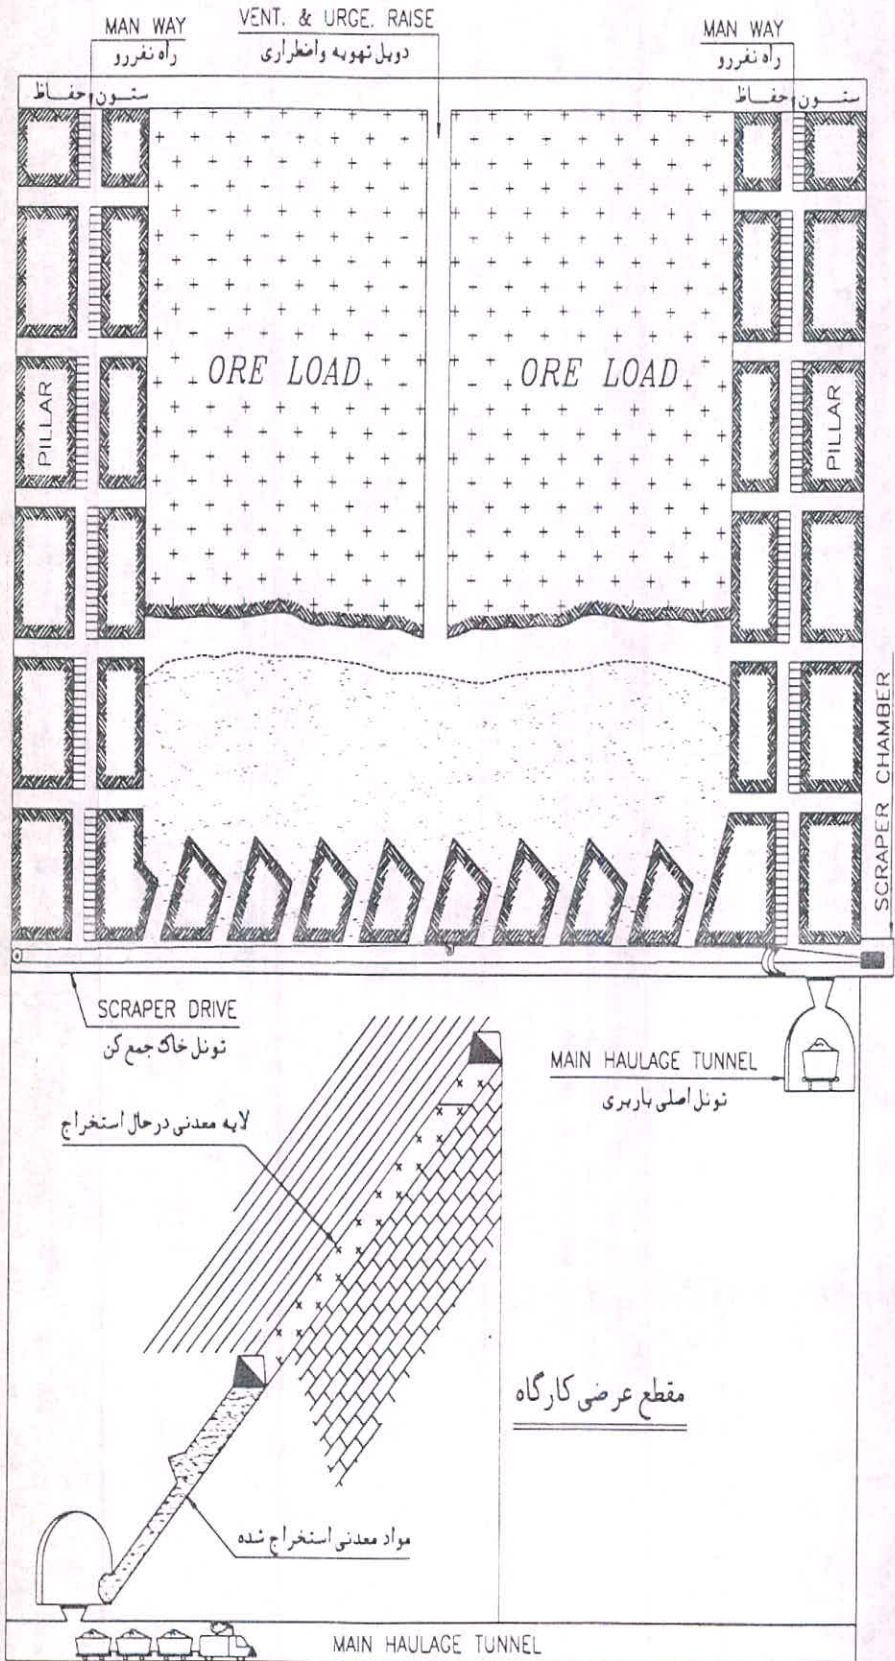 MAN WAY
راه نفررو
VENT. & URGE. RAISE
دویل تهویه واضطراری
MAN WAY
راه نفررو
ستون حفاظ
ستون حفاظ
ORE LOAD
ORE LOAD
PILLAR
PILLAR
SCRAPER CHAMBER
SCRAPER DRIVE
تونل خاک جمع کن
MAIN HAULAGE TUNNEL
تونل اصلی باربری
لایه معدنی درحال استخراج
مقطع عرضی کارگاه
مواد معدنی استخراج شده
MAIN HAULAGE TUNNEL